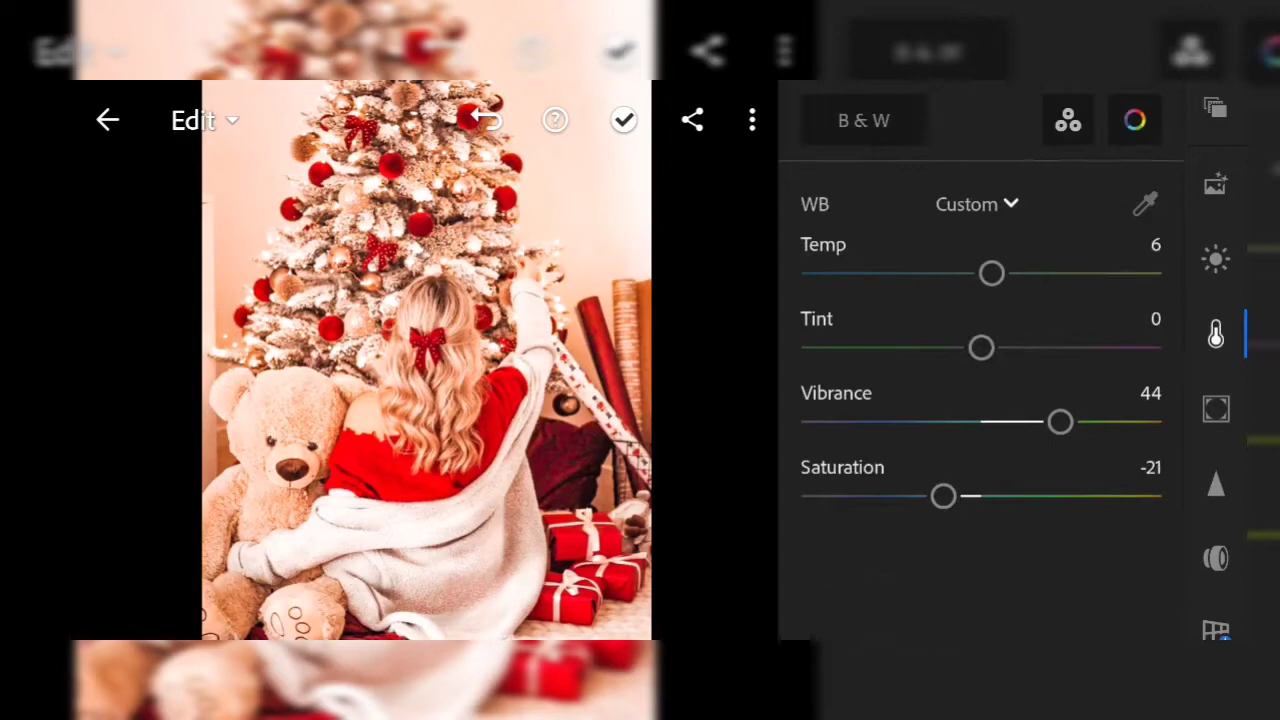 Edit
B & W
WB Custom
Temp 6
Tint 0
Vibrance 44
Saturation -21